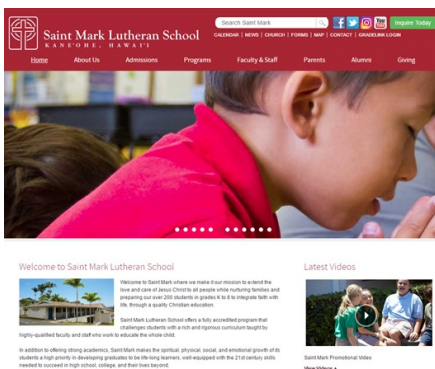 Search Saint Mark
Inquire Today
Saint Mark Lutheran School
KANE'OHE, HAWAI'I
CALENDAR | NEWS | CHURCH | FORMS | MAP | CONTACT | GRADELINK LOGIN
Home About Us Admissions Programs Faculty & Staff Parents Alumni Giving
Welcome to Saint Mark Lutheran School
Welcome to Saint Mark where we make it our mission to extend the
love and care of Jesus Christ to all people while nurturing families and
preparing our over 200 students in grades K to 8 to integrate faith with
life, through a quality Christian education.
Saint Mark Lutheran School offers a fully accredited program that
challenges students with a rich and rigorous curriculum taught by
highly-qualified faculty and staff who work to educate the whole child.
In addition to offering strong academics, Saint Mark makes the spiritual, physical, social, and emotional growth of its
students a high priority in developing graduates to be life-long learners, well-equipped with the 21st century skills
needed to succeed in high school, college, and their lives beyond.
Latest Videos
Saint Mark Promotional Video
View Videos